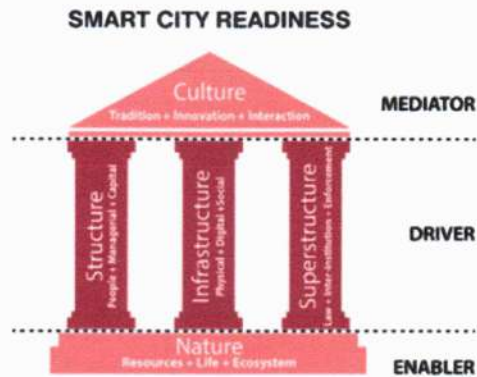 SMART CITY READINESS
Culture
Tradition + Innovation + Interaction
MEDIATOR
Structure
People + Managerial + Capital
Infrastructure
Physical + Digital +Social
Superstructure
Law + Inter-Institution + Enforcement
DRIVER
Nature
Resources + Life + Ecosystem
ENABLER